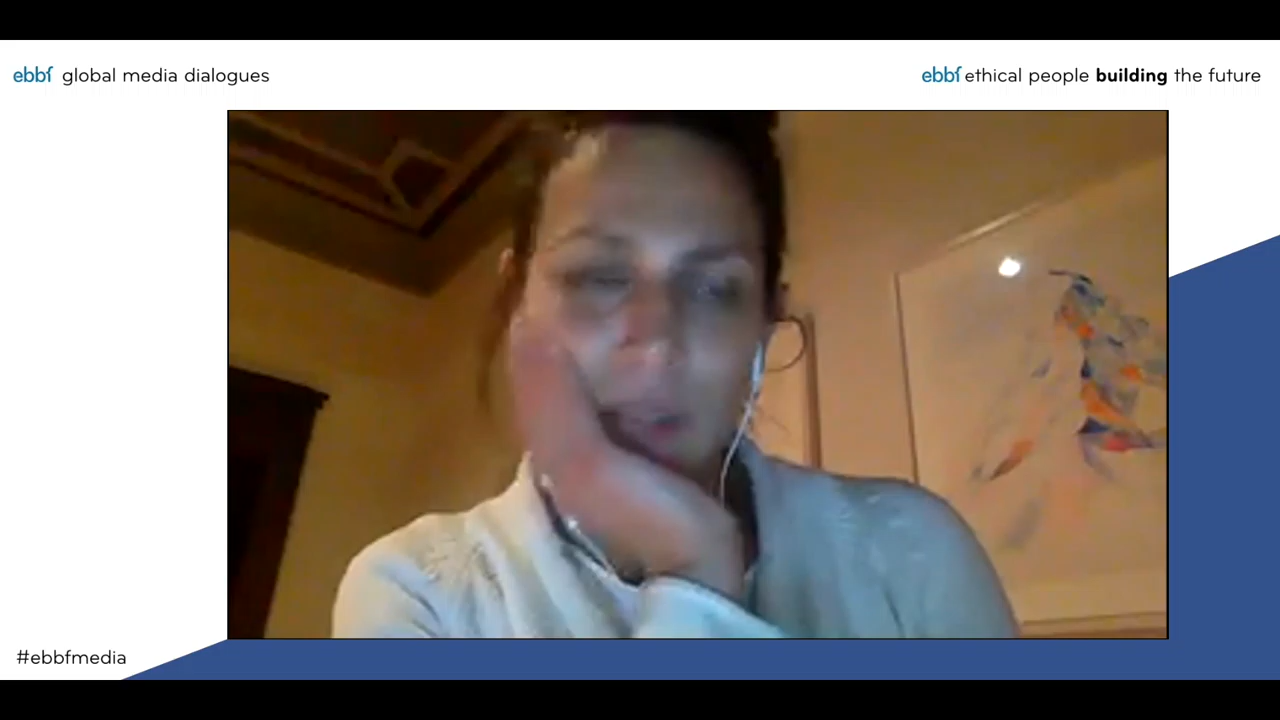 ebbf global media dialogues
ebbf ethical people building the future
#ebbfmedia